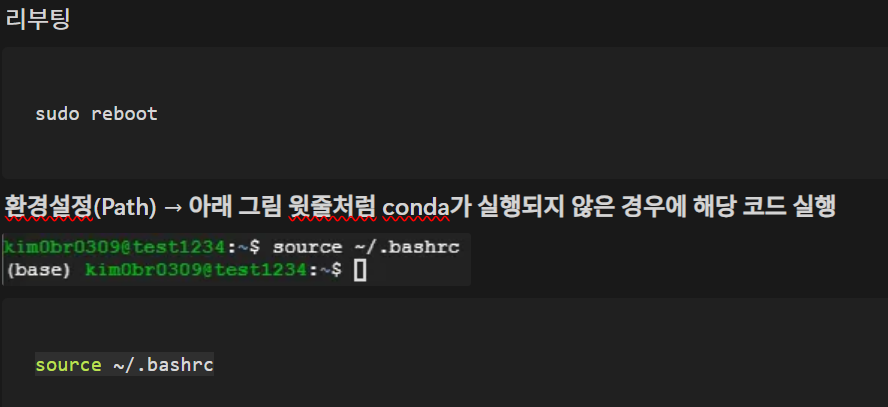 리부팅
sudo reboot
환경설정(Path) → 아래 그림 윗줄처럼 conda가 실행되지 않은 경우에 해당 코드 실행
kim0br0309@test1234:~$ source ~/.bashrc
(base) kim0br0309@test1234:~$
source ~/.bashrc